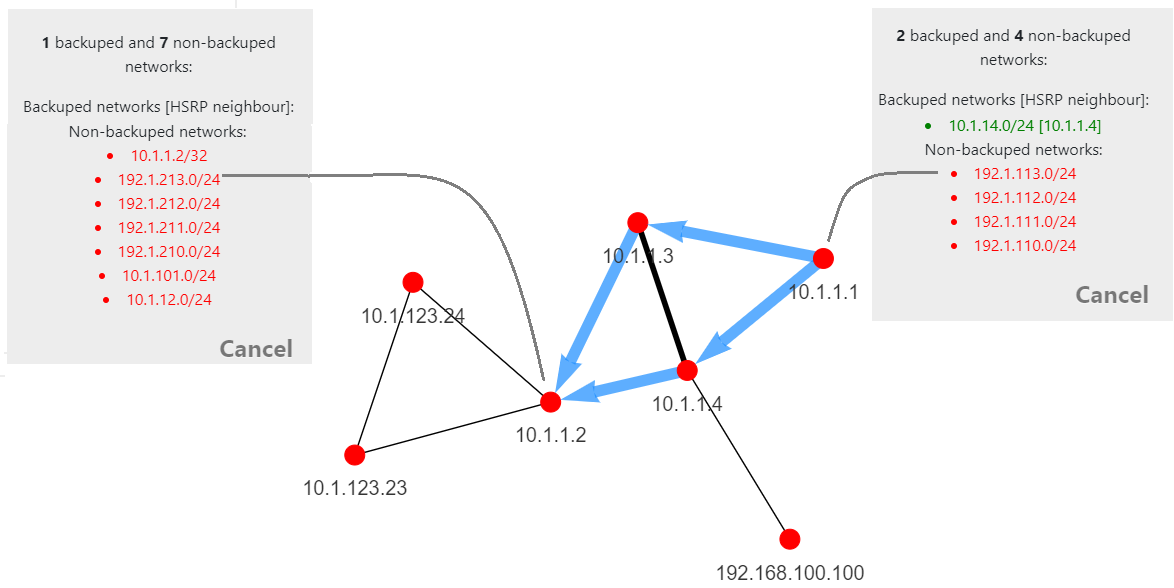 1 backuped and 7 non-backuped
networks:
Backuped networks [HSRP neighbour]:
Non-backuped networks:
10.1.1.2/32
192.1.213.0/24
192.1.212.0/24
192.1.211.0/24
192.1.210.0/24
10.1.101.0/24
10.1.12.0/24
Cancel
2 backuped and 4 non-backuped
networks:
Backuped networks [HSRP neighbour]:
10.1.14.0/24 [10.1.1.4]
Non-backuped networks:
192.1.113.0/24
192.1.112.0/24
192.1.111.0/24
192.1.110.0/24
Cancel
10.1.1.3
10.1.1.1
10.1.123.24
10.1.1.4
10.1.1.2
10.1.123.23
192.168.100.100